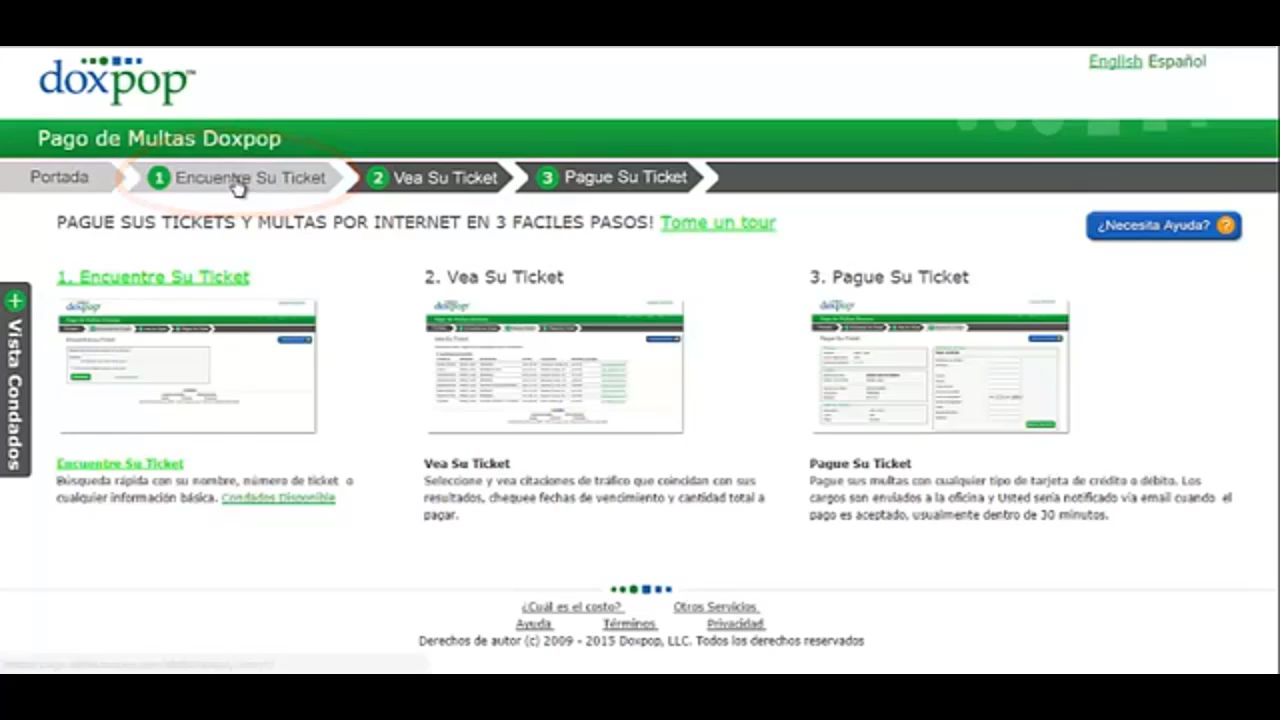 doxpop™
English Español
Pago de Multas Doxpop
Portada 1 Encuentre Su Ticket 2 Vea Su Ticket 3 Pague Su Ticket
PAGUE SUS TICKETS Y MULTAS POR INTERNET EN 3 FACILES PASOS! Tome un tour
¿Necesita Ayuda? ?
+ Vista Condados
1. Encuentre Su Ticket
2. Vea Su Ticket
3. Pague Su Ticket
doxpop
doxpop
doxpop
Encuentre Su Ticket
Búsqueda rápida con su nombre, número de ticket o
cualquier información básica. Condados Disponible
Vea Su Ticket
Seleccione y vea citaciones de tráfico que coincidan con sus
resultados, chequee fechas de vencimiento y cantidad total a
pagar.
Pague Su Ticket
Pague sus multas con cualquier tipo de tarjeta de crédito o débito. Los
cargos son enviados a la oficina y Usted sería notificado vía email cuando el
pago es aceptado, usualmente dentro de 30 minutos.
¿Cuál es el costo? Otros Servicios
Ayuda Términos Privacidad
Derechos de autor (c) 2009 - 2015 Doxpop, LLC. Todos los derechos reservados